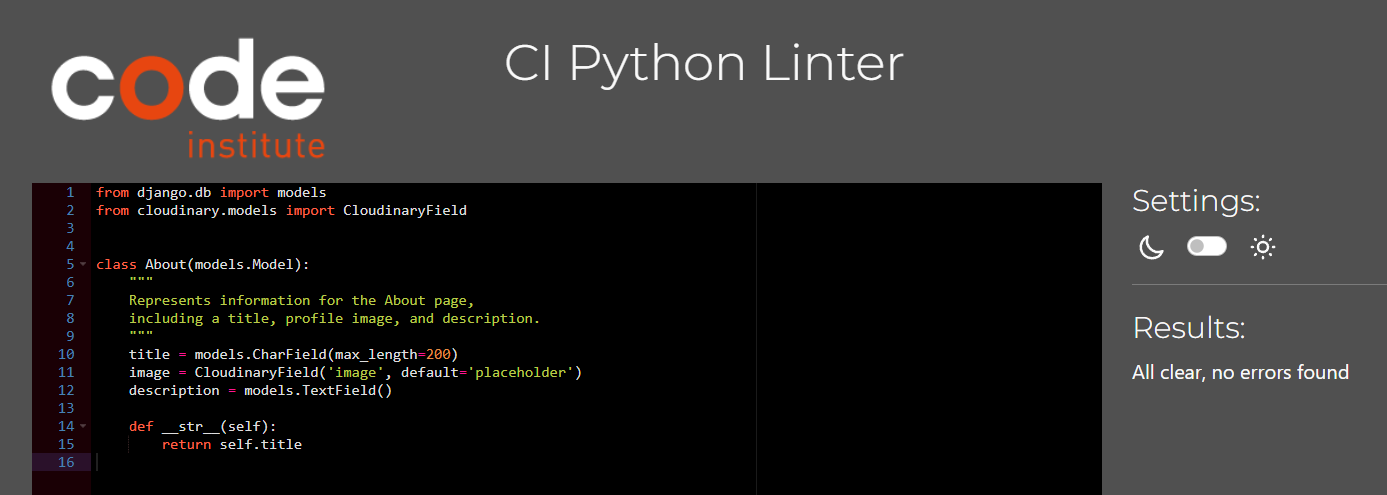 code
institute
CI Python Linter
1 from django.db import models
2 from cloudinary.models import CloudinaryField
3
4
5 class About(models.Model):
6     """
7     Represents information for the About page,
8     including a title, profile image, and description.
9     """
10     title = models.CharField(max_length=200)
11     image = CloudinaryField('image', default='placeholder')
12     description = models.TextField()
13
14     def __str__(self):
15         return self.title
16
Settings:
Results:
All clear, no errors found